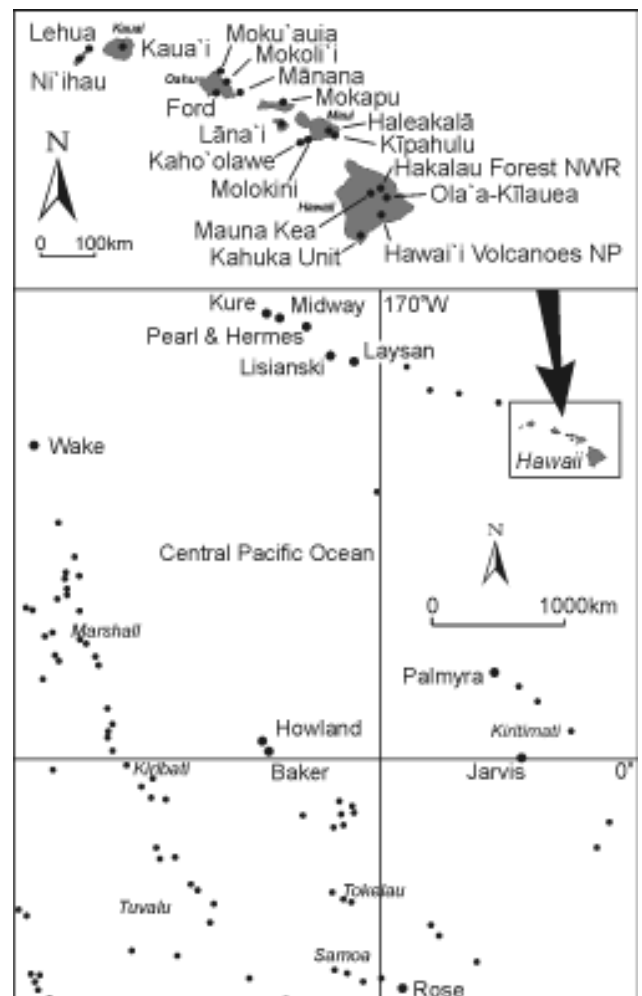 Lehua
Kauai
Kaua`i
Moku`auia
Mokoli`i
Ni`ihau
Oahu
Mānana
Ford
Mokapu
Maui
Haleakalā
Lāna`i
Kīpahulu
Kaho`olawe
Molokini
Hakalau Forest NWR
Hawaii
Ola`a-Kīlauea
Mauna Kea
Kahuka Unit
Hawai`i Volcanoes NP
N
0 100km
Kure
Midway
170°W
Pearl & Hermes
Laysan
Lisianski
Wake
Hawaii
Central Pacific Ocean
N
0 1000km
Marshall
Palmyra
Kiritimati
Howland
Kiribati
Baker
Jarvis
0°
Tuvalu
Tokelau
Samoa
Rose